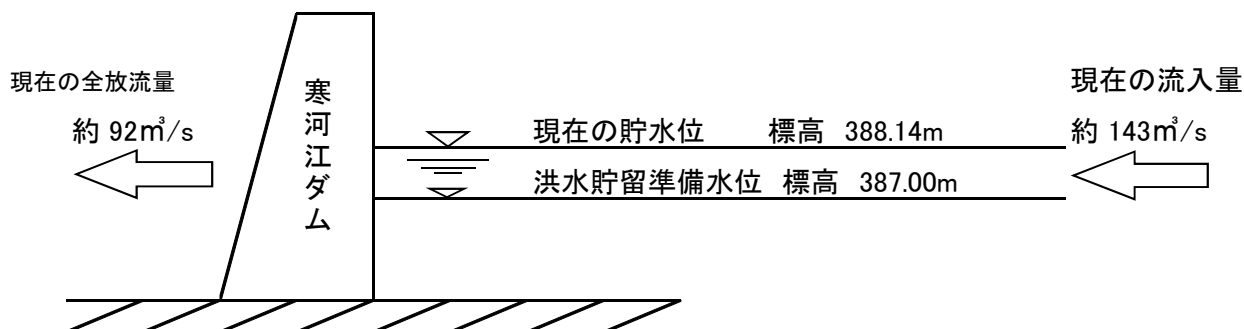 現在の全放流量
約 92㎥/s
寒河江ダム
現在の貯水位 標高 388.14m
洪水貯留準備水位 標高 387.00m
現在の流入量
約 143㎥/s